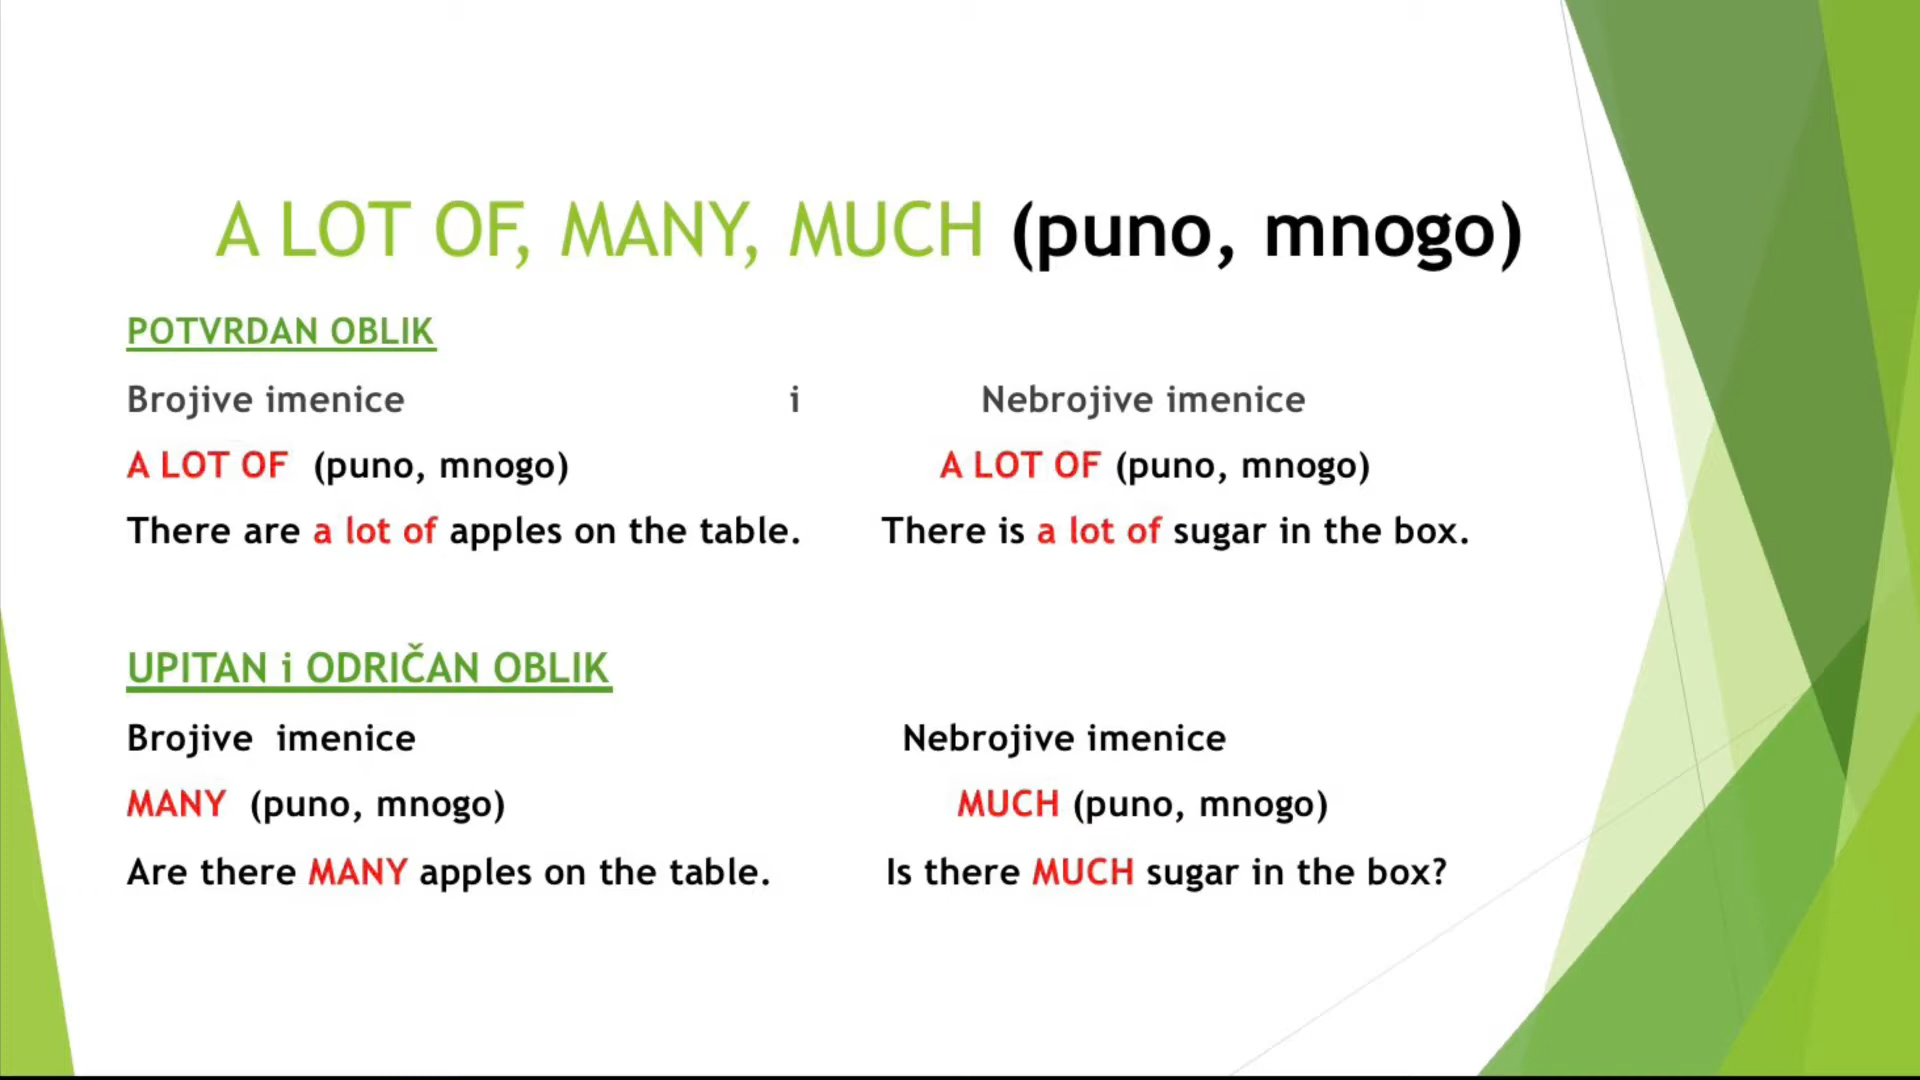 A LOT OF, MANY, MUCH (puno, mnogo)
POTVRDAN OBLIK
Brojive imenice i Nebrojive imenice
A LOT OF (puno, mnogo) A LOT OF (puno, mnogo)
There are a lot of apples on the table. There is a lot of sugar in the box.
UPITAN i ODRIČAN OBLIK
Brojive imenice Nebrojive imenice
MANY (puno, mnogo) MUCH (puno, mnogo)
Are there MANY apples on the table. Is there MUCH sugar in the box?